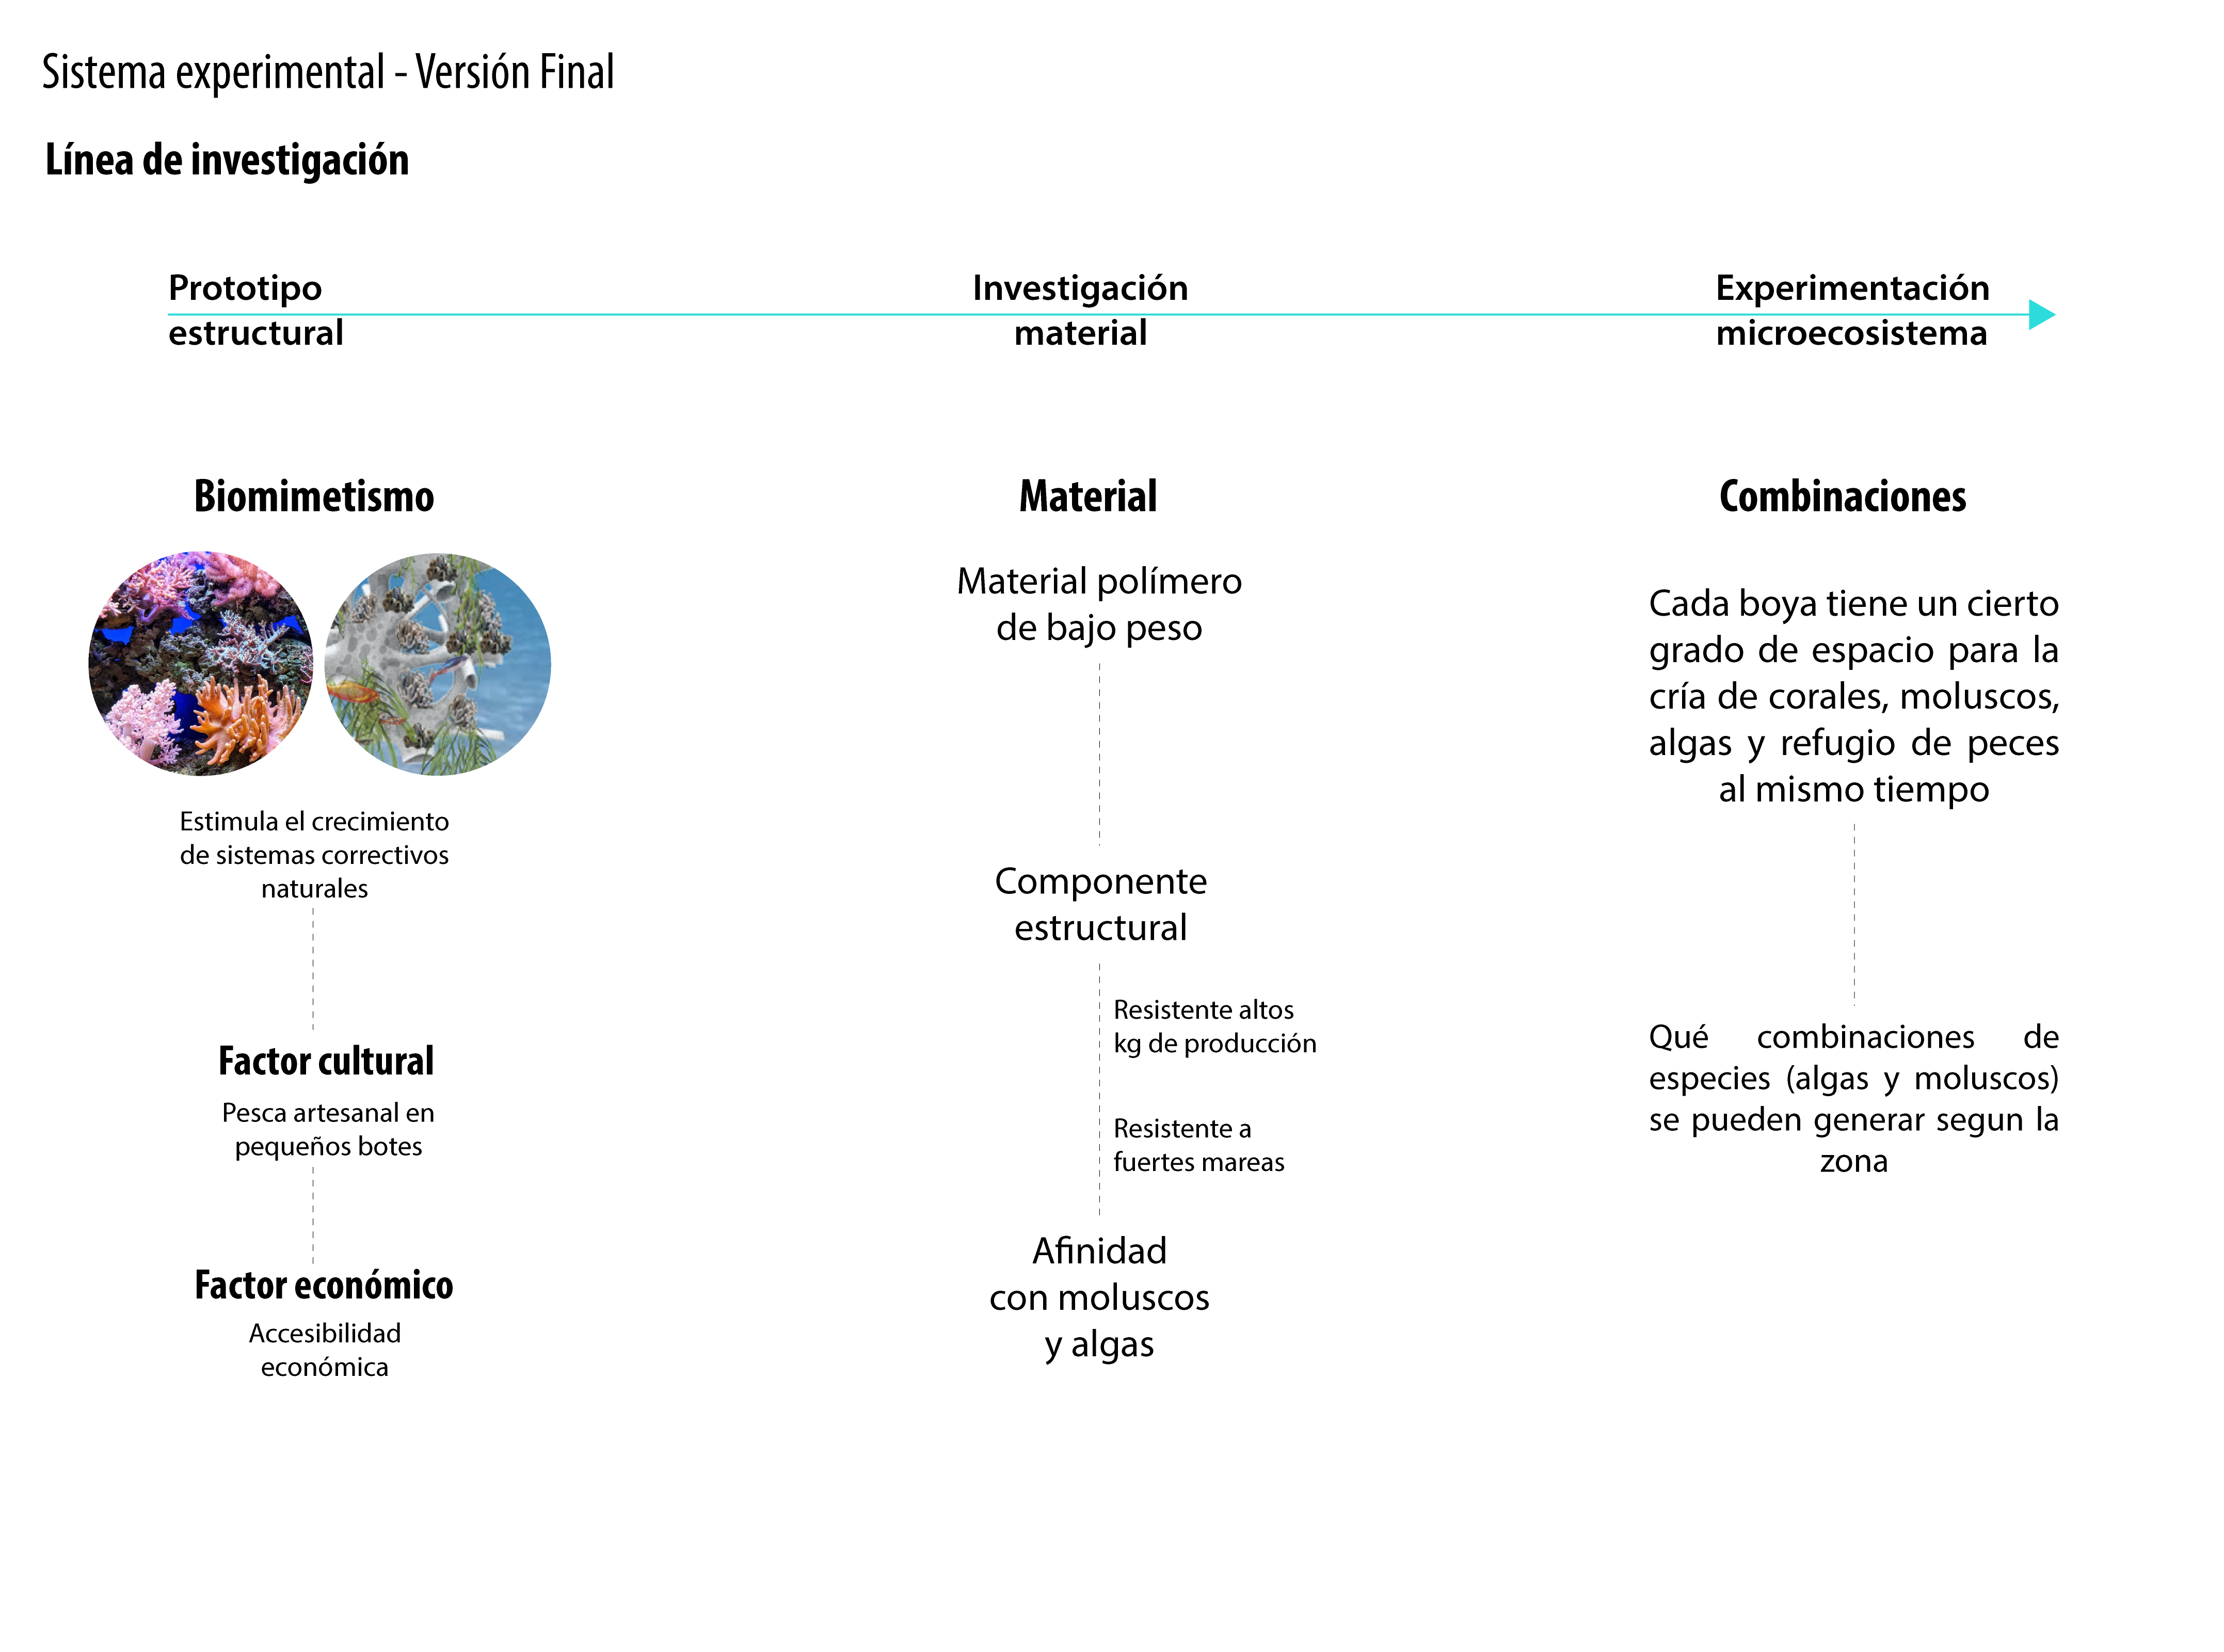 Sistema experimental - Versión Final
Línea de investigación
Prototipo
estructural
Investigación
material
Experimentación
microecosistema
Biomimetismo
Estimula el crecimiento
de sistemas correctivos
naturales
Factor cultural
Pesca artesanal en
pequeños botes
Factor económico
Accesibilidad
económica
Material
Material polímero
de bajo peso
Componente
estructural
Resistente altos
kg de producción
Resistente a
fuertes mareas
Afinidad
con moluscos
y algas
Combinaciones
Cada boya tiene un cierto
grado de espacio para la
cría de corales, moluscos,
algas y refugio de peces
al mismo tiempo
Qué combinaciones de
especies (algas y moluscos)
se pueden generar segun la
zona